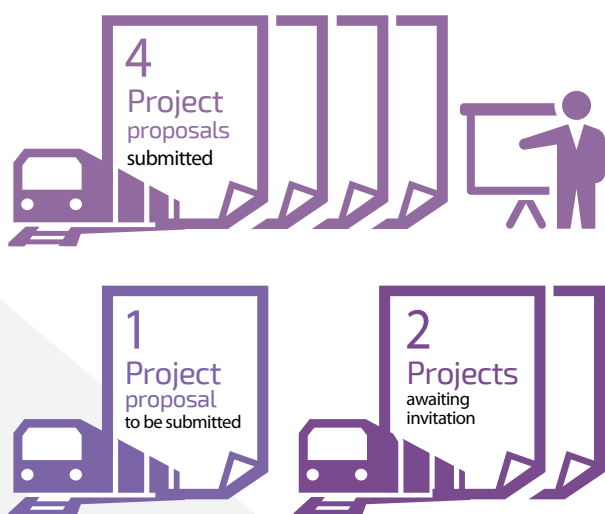 4
Project
proposals
submitted
1
Project
proposal
to be submitted
2
Projects
awaiting
invitation